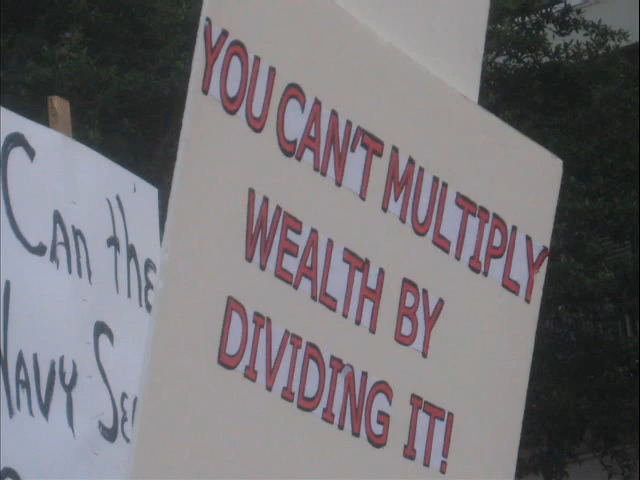 YOU CAN'T MULTIPLY
WEALTH BY
DIVIDING IT!
Can the
Navy